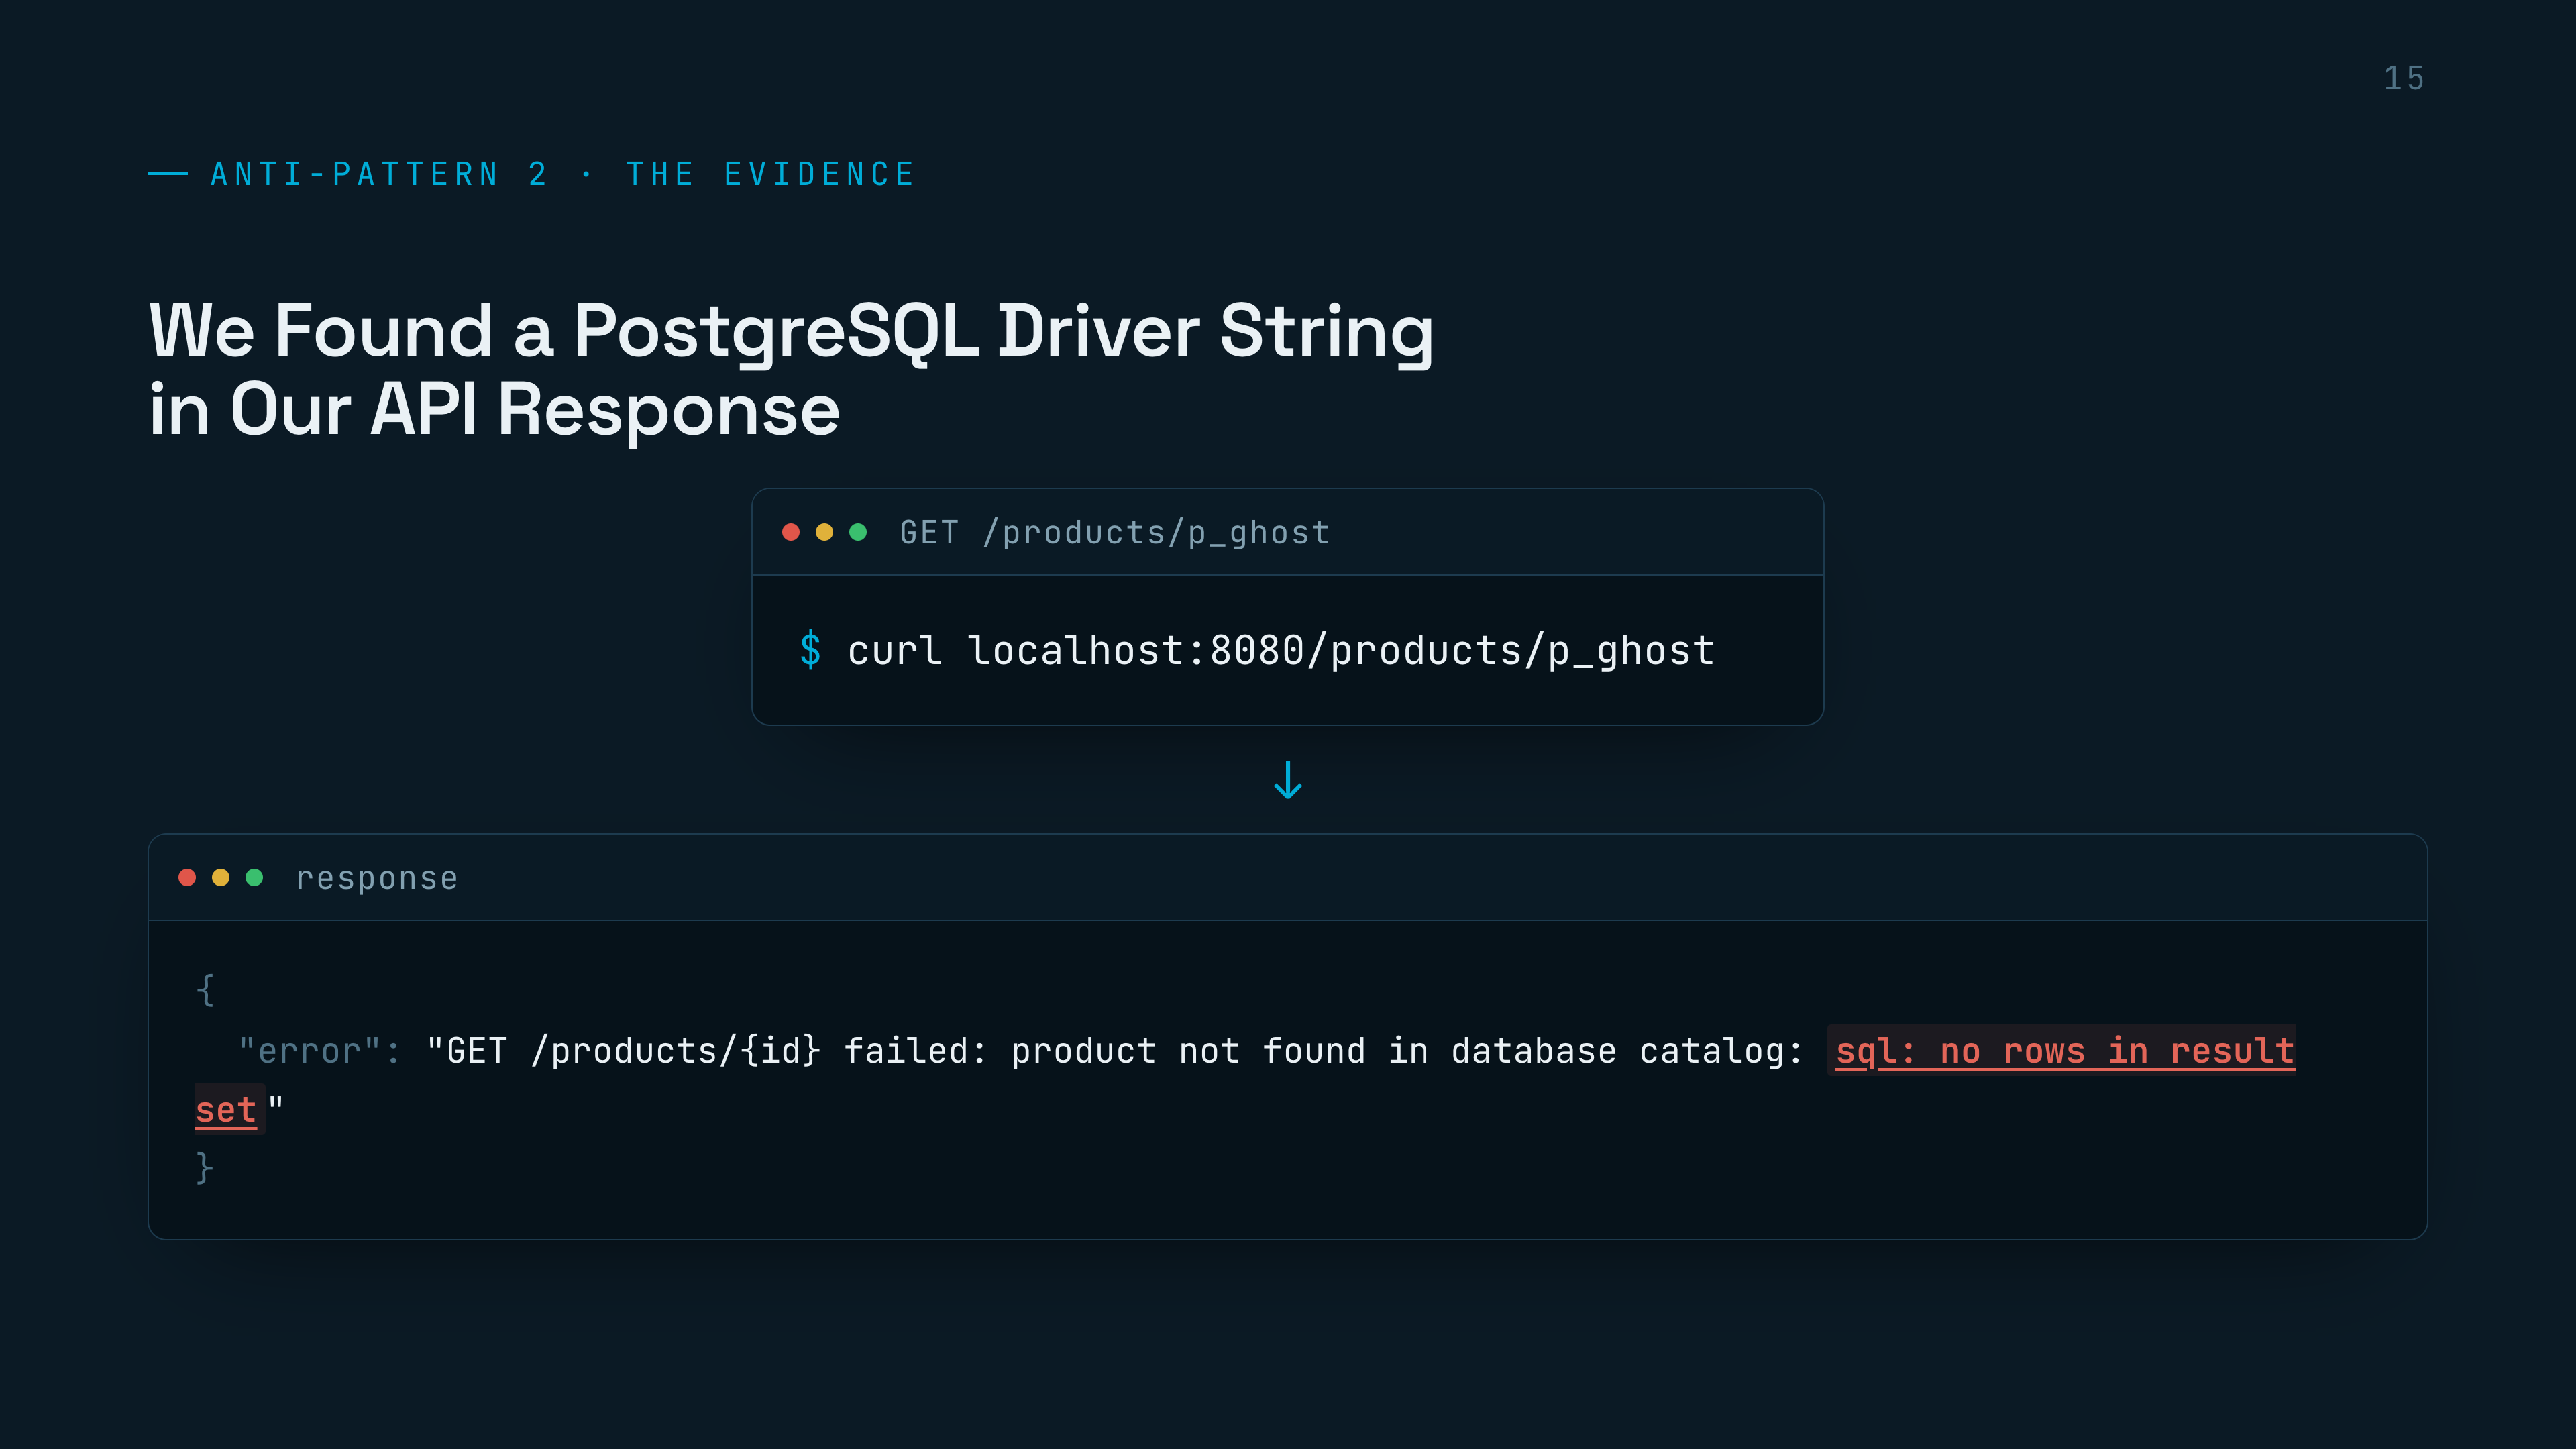 15
— ANTI-PATTERN 2 · THE EVIDENCE
We Found a PostgreSQL Driver String
in Our API Response
GET /products/p_ghost
$ curl localhost:8080/products/p_ghost
↓
response
{
  "error": "GET /products/{id} failed: product not found in database catalog: sql: no rows in result
set"
}